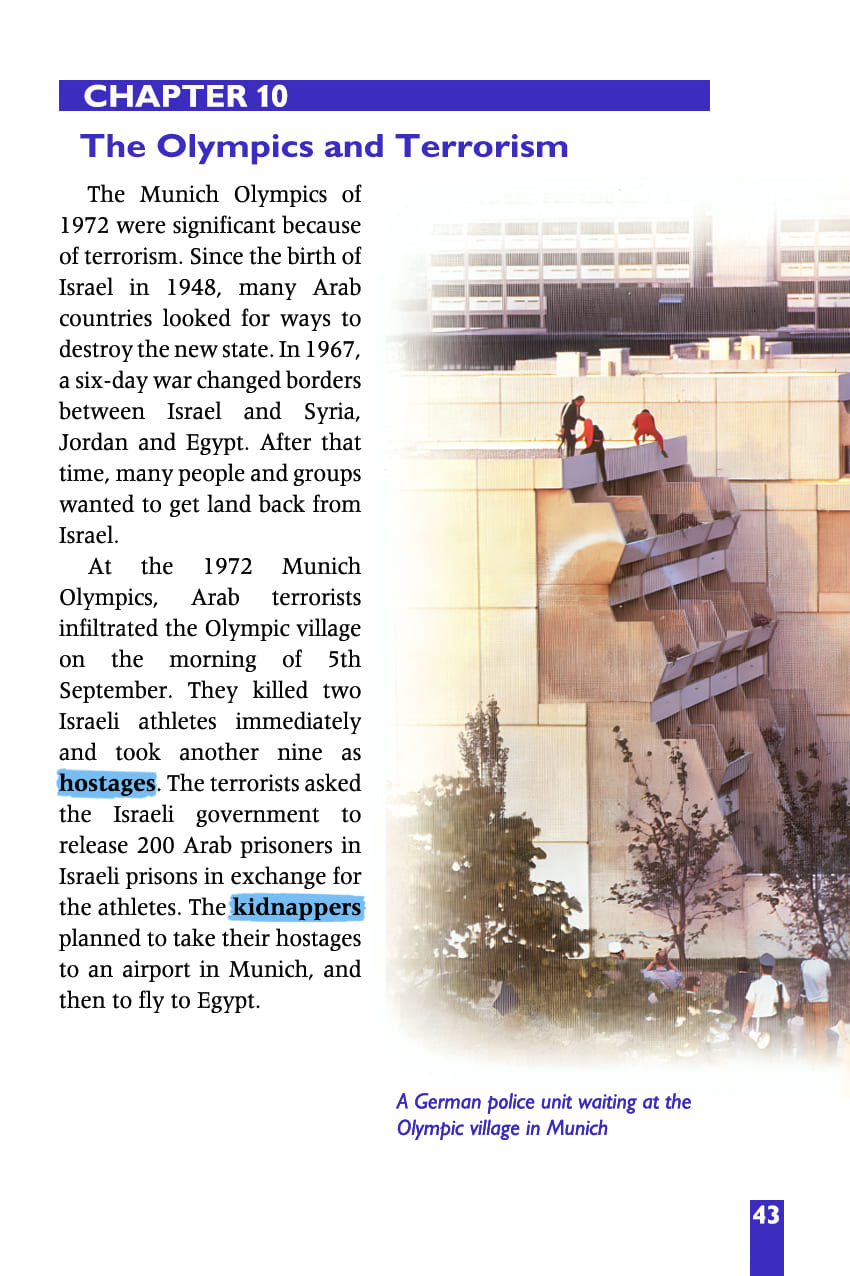 CHAPTER 10
The Olympics and Terrorism
The Munich Olympics of
1972 were significant because
of terrorism. Since the birth of
Israel in 1948, many Arab
countries looked for ways to
destroy the new state. In 1967,
a six-day war changed borders
between Israel and Syria,
Jordan and Egypt. After that
time, many people and groups
wanted to get land back from
Israel.
At the 1972 Munich
Olympics, Arab terrorists
infiltrated the Olympic village
on the morning of 5th
September. They killed two
Israeli athletes immediately
and took another nine as
hostages. The terrorists asked
the Israeli government to
release 200 Arab prisoners in
Israeli prisons in exchange for
the athletes. The kidnappers
planned to take their hostages
to an airport in Munich, and
then to fly to Egypt.
A German police unit waiting at the
Olympic village in Munich
43